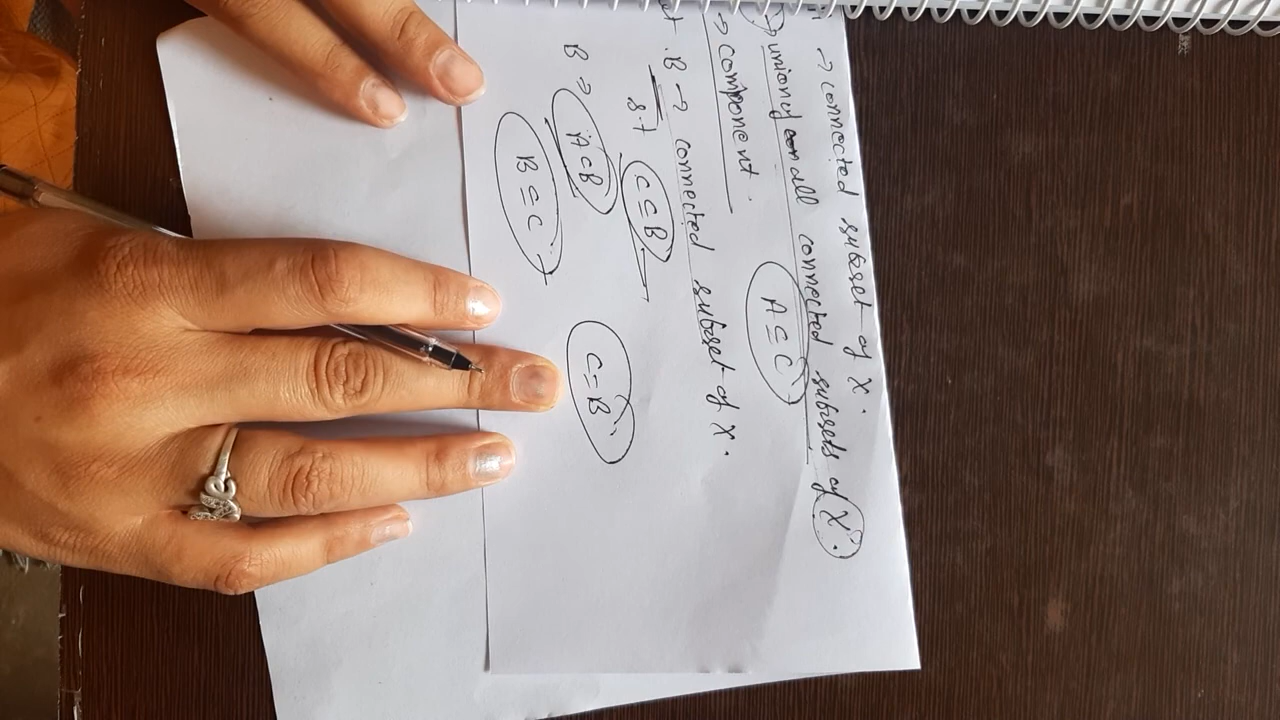 → connected subset of X.
→ union of all connected subsets of X.
→ component. A ⊆ C
B → connected subset of X.
s.t C ⊆ B
B ⊇ A ⊂ B C = B
B ⊆ C